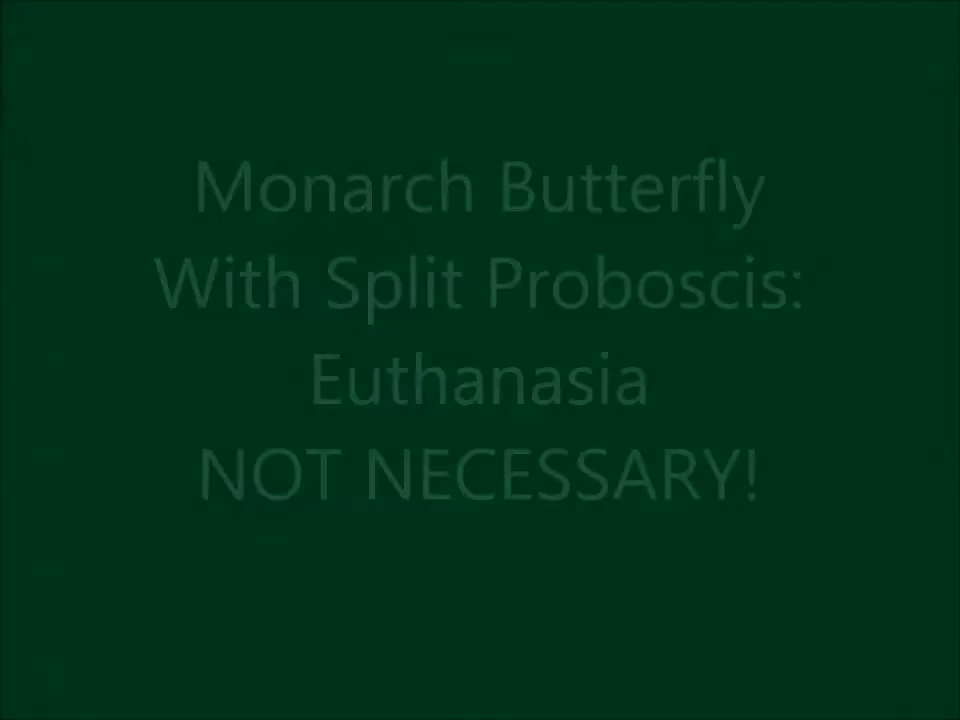 Monarch Butterfly
With Split Proboscis:
Euthanasia
NOT NECESSARY!